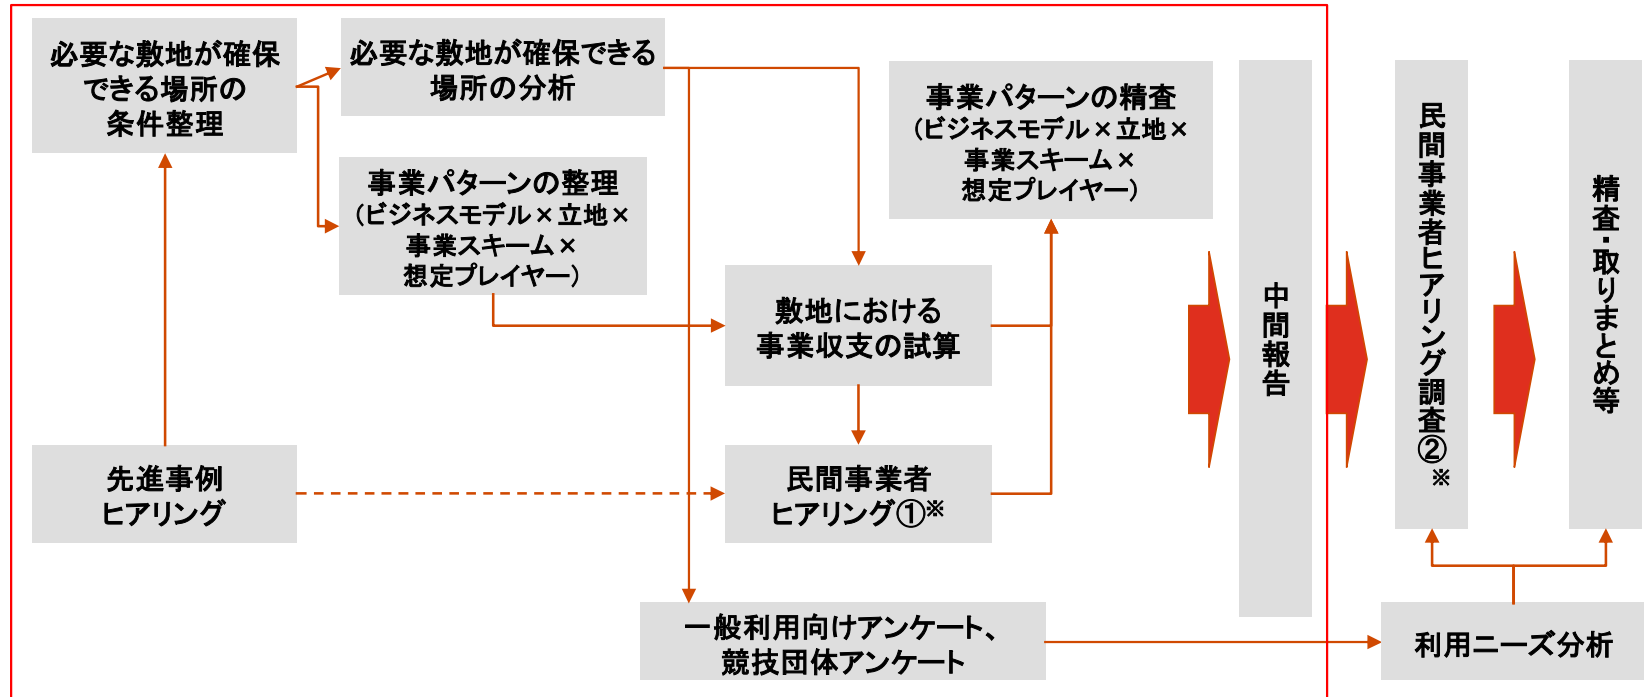 必要な敷地が確保
できる場所の
条件整理
必要な敷地が確保できる
場所の分析
事業パターンの整理
（ビジネスモデル×立地×
事業スキーム×
想定プレイヤー）
事業パターンの精査
（ビジネスモデル×立地×
事業スキーム×
想定プレイヤー）
敷地における
事業収支の試算
先進事例
ヒアリング
民間事業者
ヒアリング①※
一般利用向けアンケート、
競技団体アンケート
中間報告
民間事業者ヒアリング調査②※
精査・取りまとめ等
利用ニーズ分析